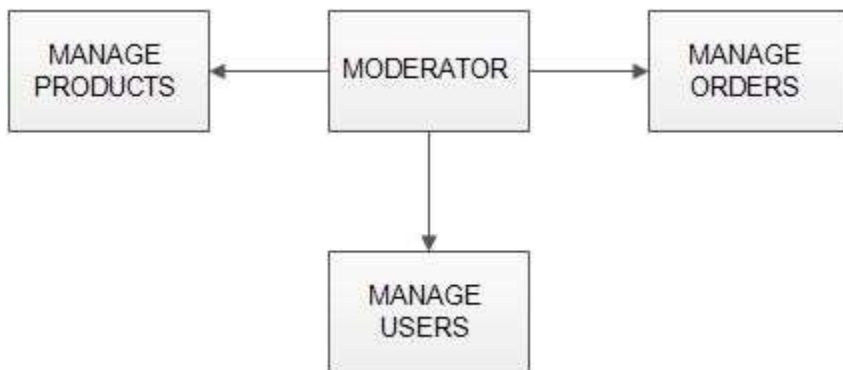 MANAGE
PRODUCTS
MODERATOR
MANAGE
ORDERS
MANAGE
USERS